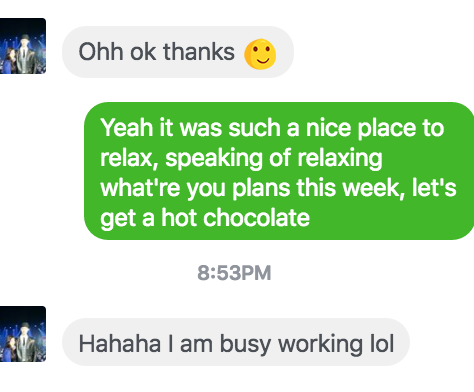 Ohh ok thanks 🙂
Yeah it was such a nice place to
relax, speaking of relaxing
what're you plans this week, let's
get a hot chocolate
8:53PM
Hahaha I am busy working lol